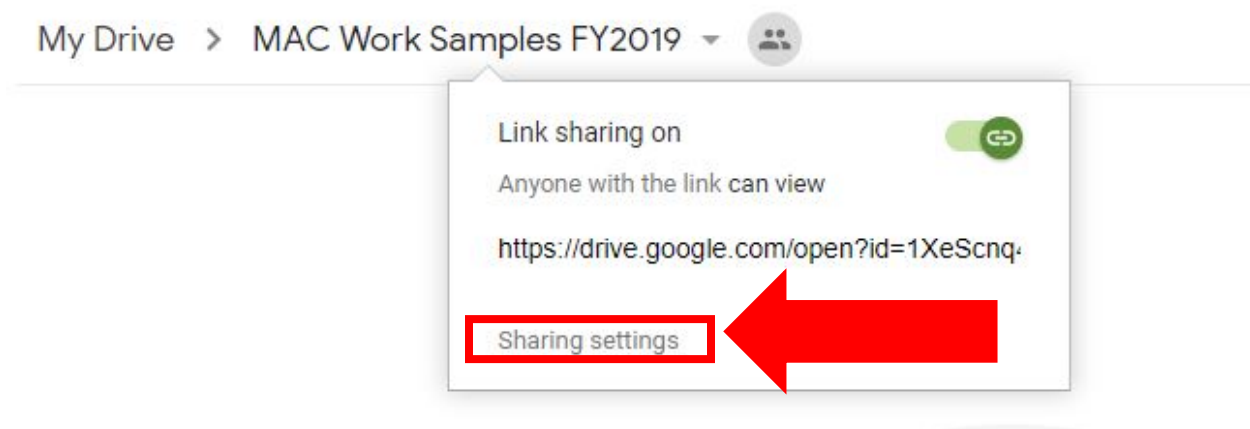 My Drive > MAC Work Samples FY2019
Link sharing on
Anyone with the link can view
https://drive.google.com/open?id=1XeScnq
Sharing settings